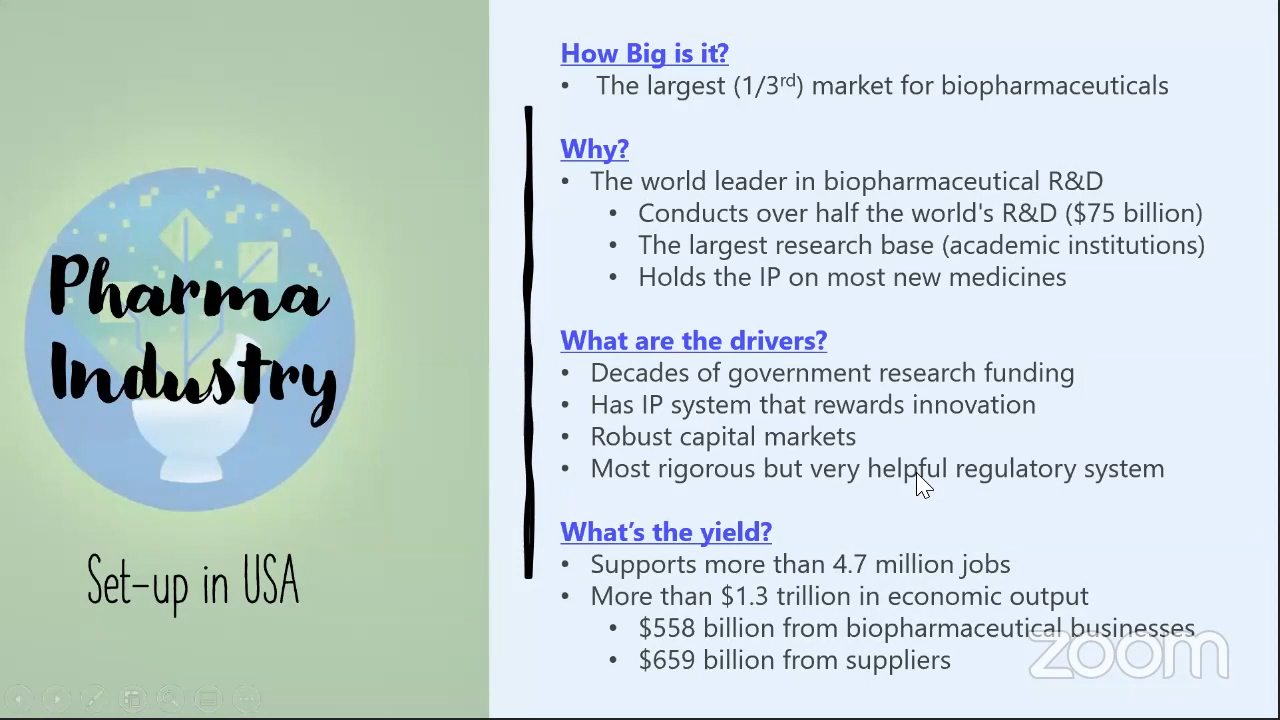 Pharma
Industry
Set-up in USA
How Big is it?
• The largest (1/3rd) market for biopharmaceuticals
Why?
• The world leader in biopharmaceutical R&D
• Conducts over half the world's R&D ($75 billion)
• The largest research base (academic institutions)
• Holds the IP on most new medicines
What are the drivers?
• Decades of government research funding
• Has IP system that rewards innovation
• Robust capital markets
• Most rigorous but very helpful regulatory system
What’s the yield?
• Supports more than 4.7 million jobs
• More than $1.3 trillion in economic output
• $558 billion from biopharmaceutical businesses
• $659 billion from suppliers
zoom